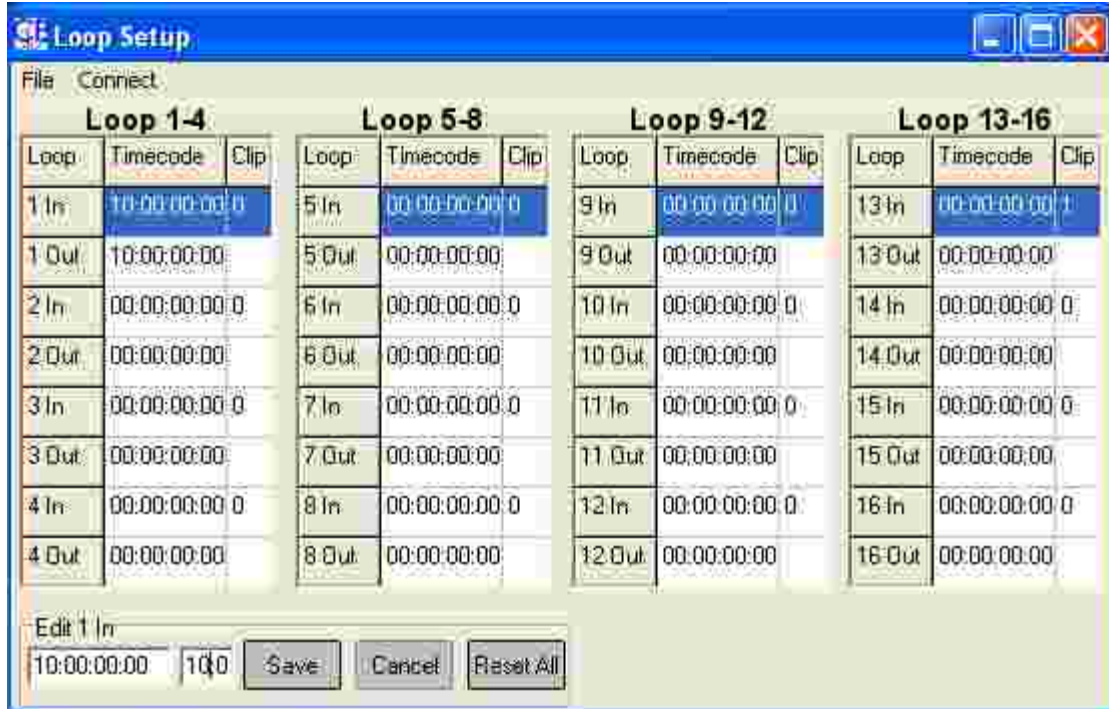 Loop Setup
File Connect
Loop 1-4 Loop 5-8 Loop 9-12 Loop 13-16
Loop Timecode Clip Loop Timecode Clip Loop Timecode Clip Loop Timecode Clip
1 In 10:00:00:00 0 5 In 00:00:00:00 0 9 In 00:00:00:00 0 13 In 00:00:00:00 1
1 Out 10:00:00:00 5 Out 00:00:00:00 9 Out 00:00:00:00 13 Out 00:00:00:00
2 In 00:00:00:00 0 6 In 00:00:00:00 0 10 In 00:00:00:00 0 14 In 00:00:00:00 0
2 Out 00:00:00:00 6 Out 00:00:00:00 10 Out 00:00:00:00 14 Out 00:00:00:00
3 In 00:00:00:00 0 7 In 00:00:00:00 0 11 In 00:00:00:00 0 15 In 00:00:00:00 0
3 Out 00:00:00:00 7 Out 00:00:00:00 11 Out 00:00:00:00 15 Out 00:00:00:00
4 In 00:00:00:00 0 8 In 00:00:00:00 0 12 In 00:00:00:00 0 16 In 00:00:00:00 0
4 Out 00:00:00:00 8 Out 00:00:00:00 12 Out 00:00:00:00 16 Out 00:00:00:00
Edit 1 In
10:00:00:00 Save Cancel Reset All